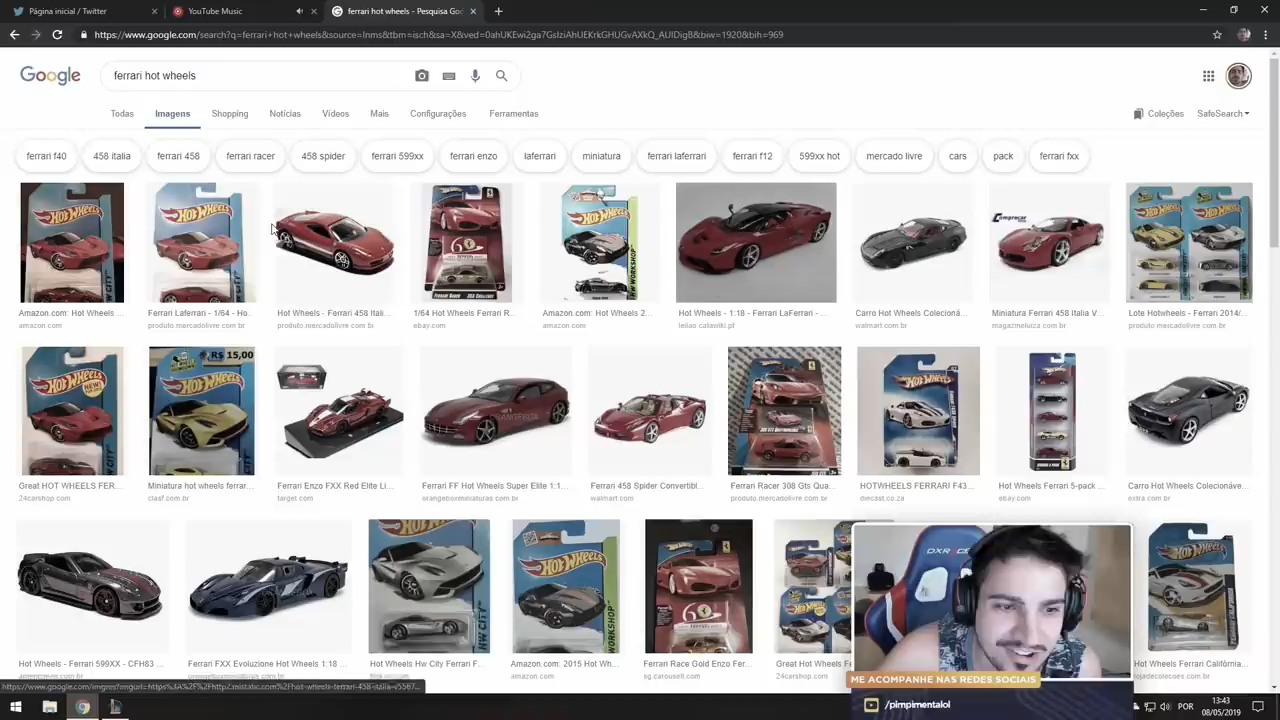 Página inicial / Twitter
YouTube Music
ferrari hot wheels - Pesquisa Goo
https://www.google.com/search?q=ferrari+hot+wheels&source=lnms&tbm=isch&sa=X&ved=0ahUKEwi2ga7GslziAhUEKrkGHUGvAXkQ_AUIDigB&biw=1920&bih=969
Google
ferrari hot wheels
Todas Imagens Shopping Notícias Vídeos Mais Configurações Ferramentas Coleções SafeSearch
ferrari f40 458 italia ferrari 458 ferrari racer 458 spider ferrari 599xx ferrari enzo laferrari miniatura ferrari laferrari ferrari f12 599xx hot mercado livre cars pack ferrari fxx
Amazon.com: Hot Wheels ... Ferrari Laferrari - 1/64 - Ho... Hot Wheels - Ferrari 458 Itali... 1/64 Hot Wheels Ferrari R... Amazon.com: Hot Wheels 2... Hot Wheels - 1:18 - Ferrari LaFerrari - ... Carro Hot Wheels Colecioná... Miniatura Ferrari 458 Italia V... Lote Hotwheels - Ferrari 2014/...
amazon.com produto.mercadolivre.com.br produto.mercadolivre.com.br ebay.com amazon.com leilao.catawiki.pt walmart.com.br magazineluiza.com.br produto.mercadolivre.com.br
R$ 15,00
Great HOT WHEELS FER... Miniatura hot wheels ferrar... Ferrari Enzo FXX Red Elite Li... Ferrari FF Hot Wheels Super Elite 1:1... Ferrari 458 Spider Convertibl... Ferrari Racer 308 Gts Qua... HOTWHEELS FERRARI F43... Hot Wheels Ferrari 5-pack ... Carro Hot Wheels Colecionáve...
24carshop.com clasf.com.br target.com orangeboxminiaturas.com.br walmart.com produto.mercadolivre.com.br diecast.co.za ebay.com extra.com.br
Hot Wheels - Ferrari 599XX - CFH83 ... Ferrari FXX Evoluzione Hot Wheels 1:18 ... Hot Wheels Hw City Ferrari F... Amazon.com: 2015 Hot Wh... Ferrari Race Gold Enzo Fer... Great Hot Wheels Fe Hot Wheels Ferrari Califórnia...
amazon.com sg.carousell.com 24carshop.com
DXRACER
ME ACOMPANHE NAS REDES SOCIAIS
/pimpimentalol
POR
13:43
08/05/2019